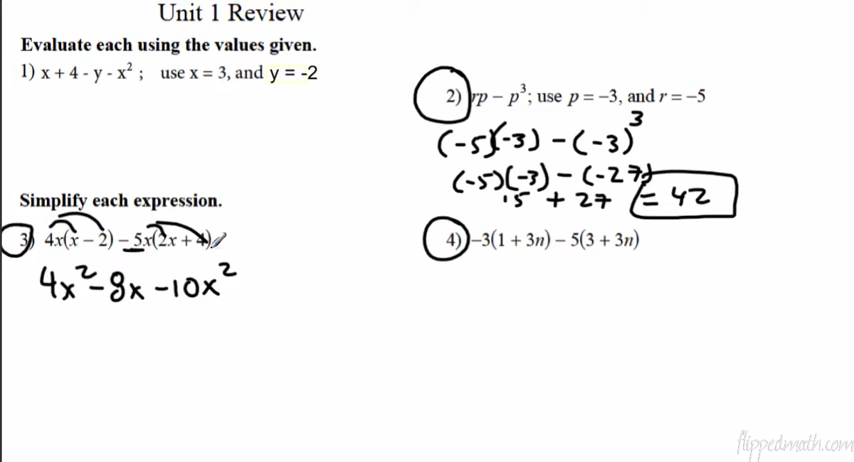 Unit 1 Review
Evaluate each using the values given.
1) x + 4 - y - x² ; use x = 3, and y = -2
2) rp – p³; use p = –3, and r = –5
(-5)(-3) - (-3)³
(-5)(-3) - (-27)
15 + 27 = 42
Simplify each expression.
3) 4x(x – 2) – 5x(2x + 4)
4x² - 8x - 10x²
4) –3(1 + 3n) – 5(3 + 3n)
flippedmath.com